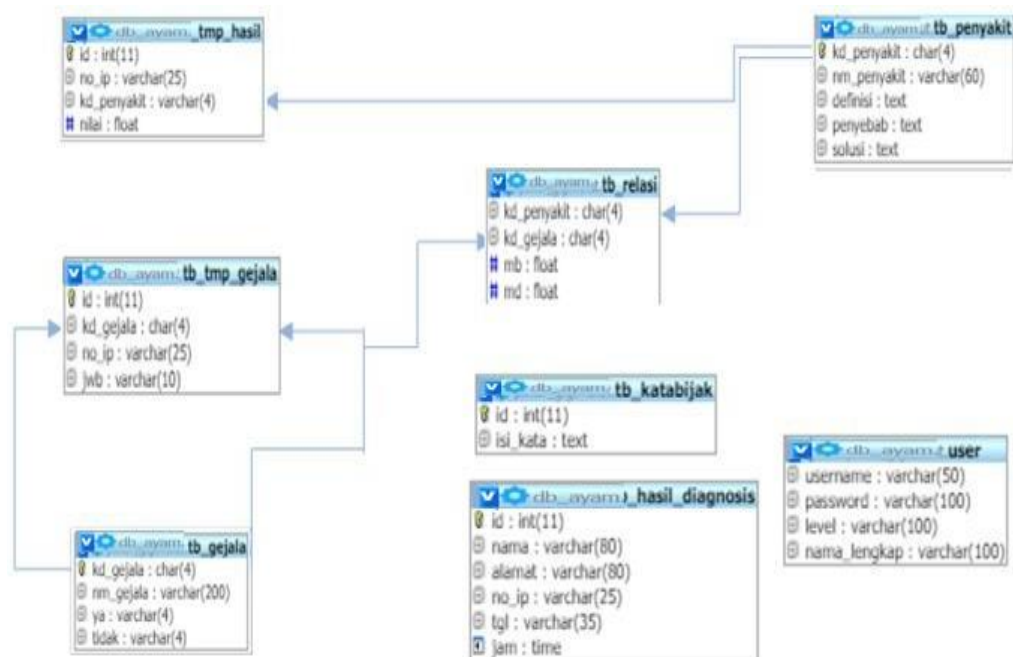 db_ayam _tmp_hasil
id : int(11)
no_ip : varchar(25)
kd_penyakit : varchar(4)
# nilai : float
db_ayam tb_penyakit
kd_penyakit : char(4)
nm_penyakit : varchar(60)
definisi : text
penyebab : text
solusi : text
db_ayam tb_relasi
kd_penyakit : char(4)
kd_gejala : char(4)
# mb : float
# md : float
db_ayam tb_tmp_gejala
id : int(11)
kd_gejala : char(4)
no_ip : varchar(25)
jwb : varchar(10)
db_ayam tb_katabijak
id : int(11)
isi_kata : text
db_ayam user
username : varchar(50)
password : varchar(100)
level : varchar(100)
nama_lengkap : varchar(100)
db_ayam _hasil_diagnosis
id : int(11)
nama : varchar(80)
alamat : varchar(80)
no_ip : varchar(25)
tgl : varchar(35)
jam : time
db_ayam tb_gejala
kd_gejala : char(4)
nm_gejala : varchar(200)
ya : varchar(4)
tidak : varchar(4)